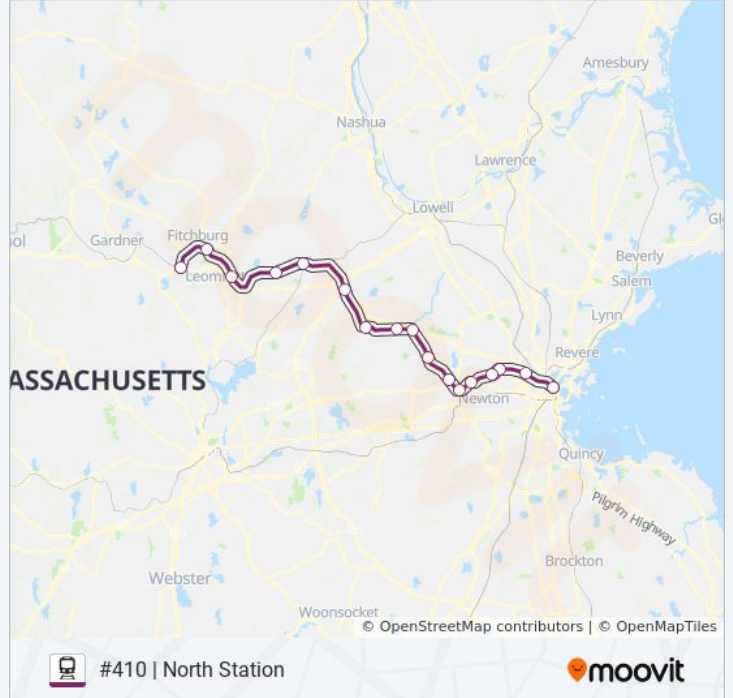 Amesbury
Nashua
Lawrence
Lowell
Fitchburg
Gardner
Beverly
Salem
Lynn
Revere
ASSACHUSETTS
Newton
Quincy
Pilgrim Highway
Brockton
Webster
Woonsocket
© OpenStreetMap contributors | © OpenMapTiles
#410 | North Station
moovit